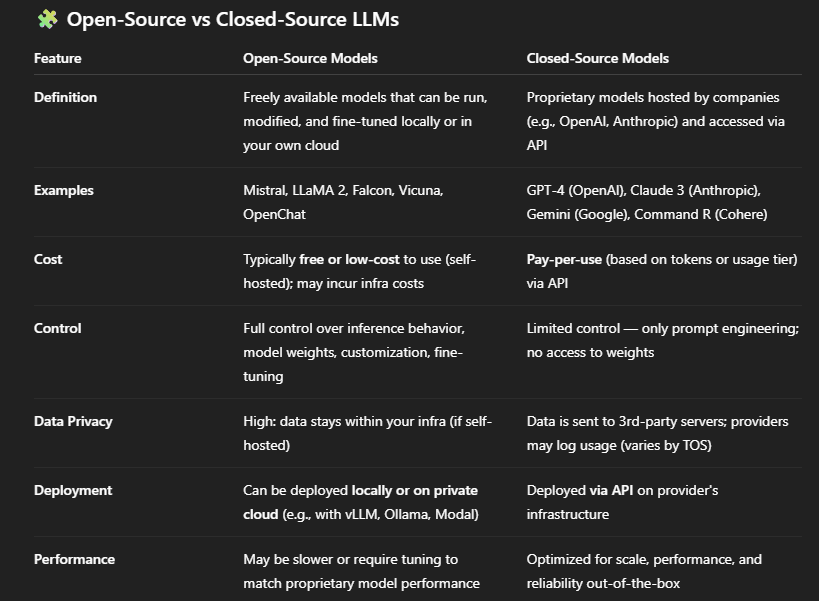 🧩 Open-Source vs Closed-Source LLMs
Feature Open-Source Models Closed-Source Models
Definition Freely available models that can be run, Proprietary models hosted by companies
modified, and fine-tuned locally or in (e.g., OpenAI, Anthropic) and accessed via
your own cloud API
Examples Mistral, LLaMA 2, Falcon, Vicuna, GPT-4 (OpenAI), Claude 3 (Anthropic),
OpenChat Gemini (Google), Command R (Cohere)
Cost Typically free or low-cost to use (self- Pay-per-use (based on tokens or usage tier)
hosted); may incur infra costs via API
Control Full control over inference behavior, Limited control — only prompt engineering;
model weights, customization, fine- no access to weights
tuning
Data Privacy High: data stays within your infra (if self- Data is sent to 3rd-party servers; providers
hosted) may log usage (varies by TOS)
Deployment Can be deployed locally or on private Deployed via API on provider's
cloud (e.g., with vLLM, Ollama, Modal) infrastructure
Performance May be slower or require tuning to Optimized for scale, performance, and
match proprietary model performance reliability out-of-the-box